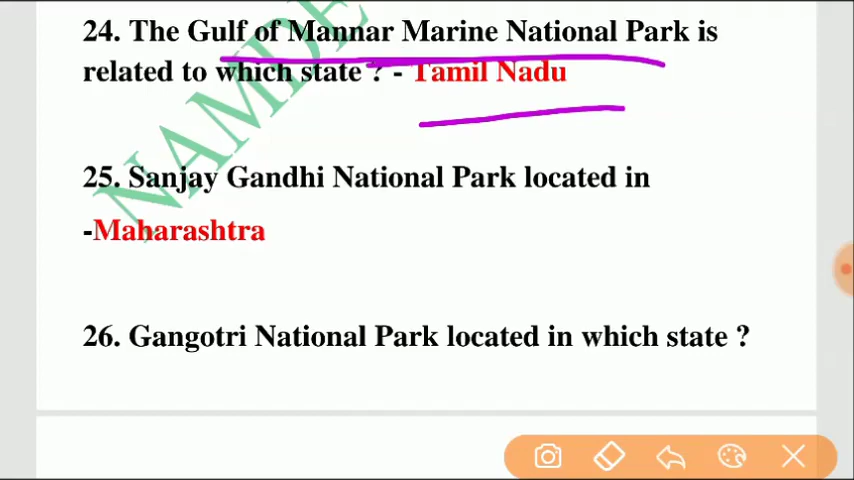 24. The Gulf of Mannar Marine National Park is
related to which state ? - Tamil Nadu
25. Sanjay Gandhi National Park located in
-Maharashtra
26. Gangotri National Park located in which state ?
NAMDE